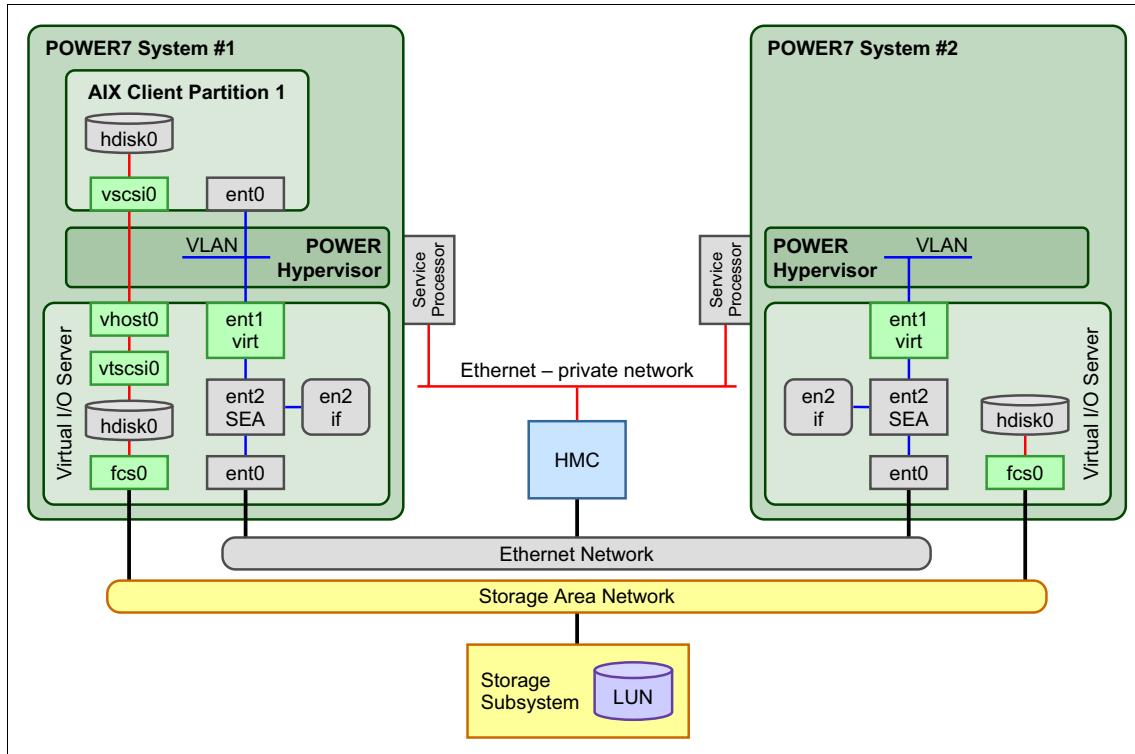 POWER7 System #1
AIX Client Partition 1
hdisk0
vscsi0
ent0
VLAN
POWER
Hypervisor
Service
Processor
Virtual I/O Server
vhost0
vtscsi0
hdisk0
fcs0
ent1
virt
ent2
SEA
en2
if
ent0
POWER7 System #2
Service
Processor
POWER
Hypervisor
VLAN
ent1
virt
en2
if
ent2
SEA
ent0
hdisk0
fcs0
Virtual I/O Server
Ethernet – private network
HMC
Ethernet Network
Storage Area Network
Storage
Subsystem
LUN